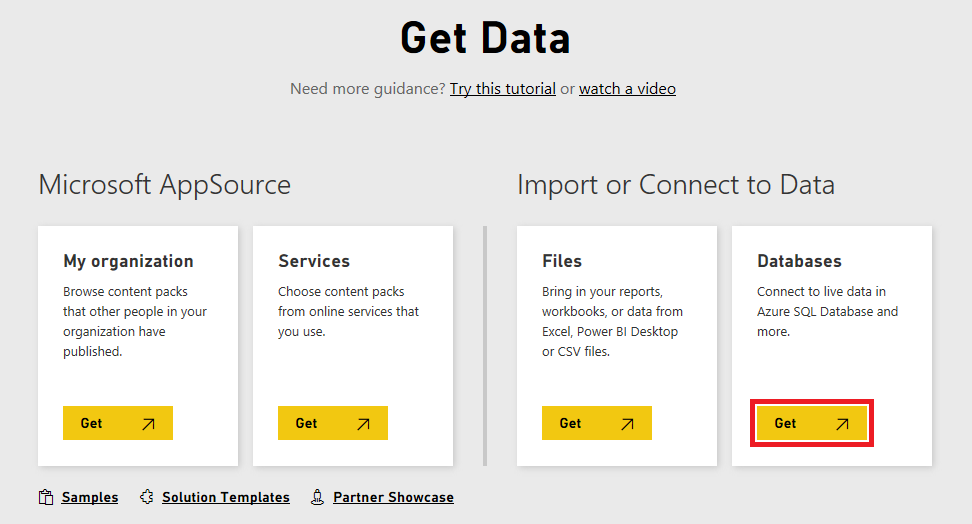 Get Data
Need more guidance? Try this tutorial or watch a video
Microsoft AppSource
My organization
Browse content packs
that other people in your
organization have
published.
Get
Services
Choose content packs
from online services that
you use.
Get
Import or Connect to Data
Files
Bring in your reports,
workbooks, or data from
Excel, Power BI Desktop
or CSV files.
Get
Databases
Connect to live data in
Azure SQL Database and
more.
Get
Samples
Solution Templates
Partner Showcase